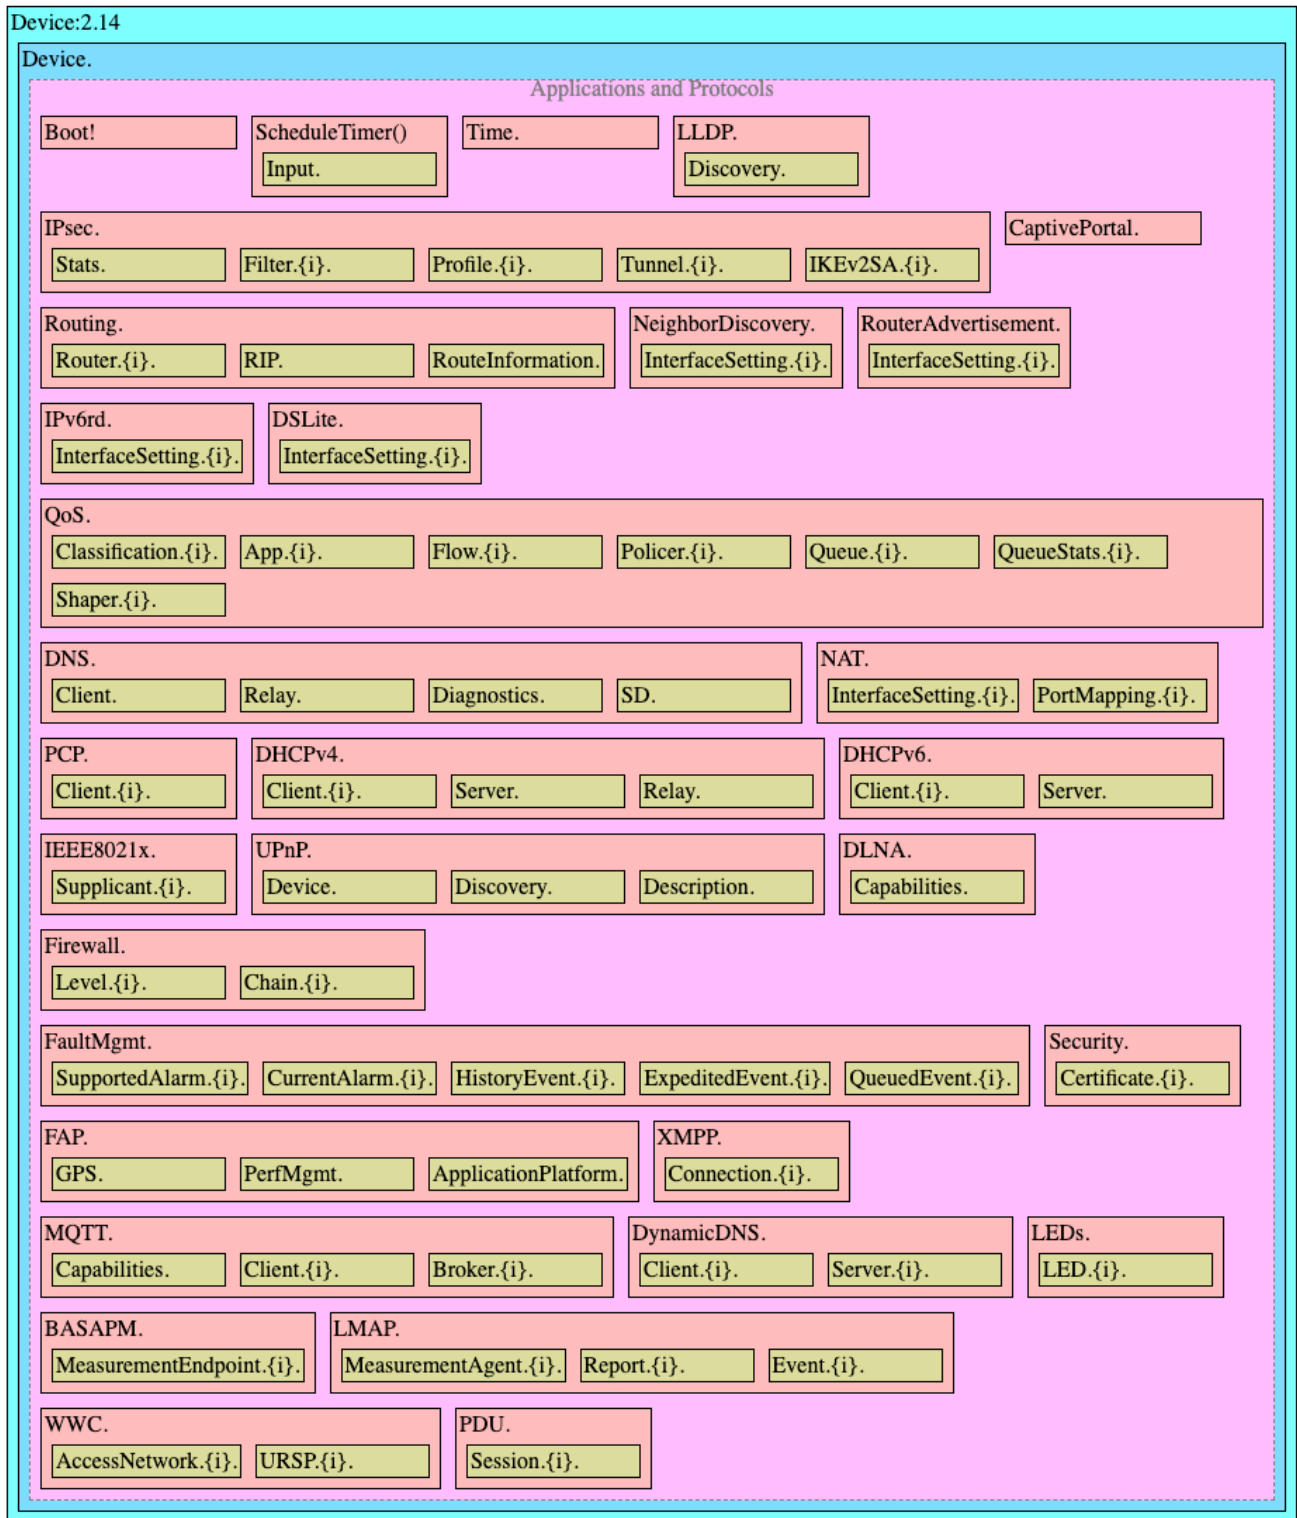 Device:2.14
Device.
Applications and Protocols
Boot! ScheduleTimer() Time. LLDP.
Input. Discovery.
IPsec. CaptivePortal.
Stats. Filter.{i}. Profile.{i}. Tunnel.{i}. IKEv2SA.{i}.
Routing. NeighborDiscovery. RouterAdvertisement.
Router.{i}. RIP. RouteInformation. InterfaceSetting.{i}. InterfaceSetting.{i}.
IPv6rd. DSLite.
InterfaceSetting.{i}. InterfaceSetting.{i}.
QoS.
Classification.{i}. App.{i}. Flow.{i}. Policer.{i}. Queue.{i}. QueueStats.{i}.
Shaper.{i}.
DNS. NAT.
Client. Relay. Diagnostics. SD. InterfaceSetting.{i}. PortMapping.{i}.
PCP. DHCPv4. DHCPv6.
Client.{i}. Client.{i}. Server. Relay. Client.{i}. Server.
IEEE8021x. UPnP. DLNA.
Supplicant.{i}. Device. Discovery. Description. Capabilities.
Firewall.
Level.{i}. Chain.{i}.
FaultMgmt. Security.
SupportedAlarm.{i}. CurrentAlarm.{i}. HistoryEvent.{i}. ExpeditedEvent.{i}. QueuedEvent.{i}. Certificate.{i}.
FAP. XMPP.
GPS. PerfMgmt. ApplicationPlatform. Connection.{i}.
MQTT. DynamicDNS. LEDs.
Capabilities. Client.{i}. Broker.{i}. Client.{i}. Server.{i}. LED.{i}.
BASAPM. LMAP.
MeasurementEndpoint.{i}. MeasurementAgent.{i}. Report.{i}. Event.{i}.
WWC. PDU.
AccessNetwork.{i}. URSP.{i}. Session.{i}.